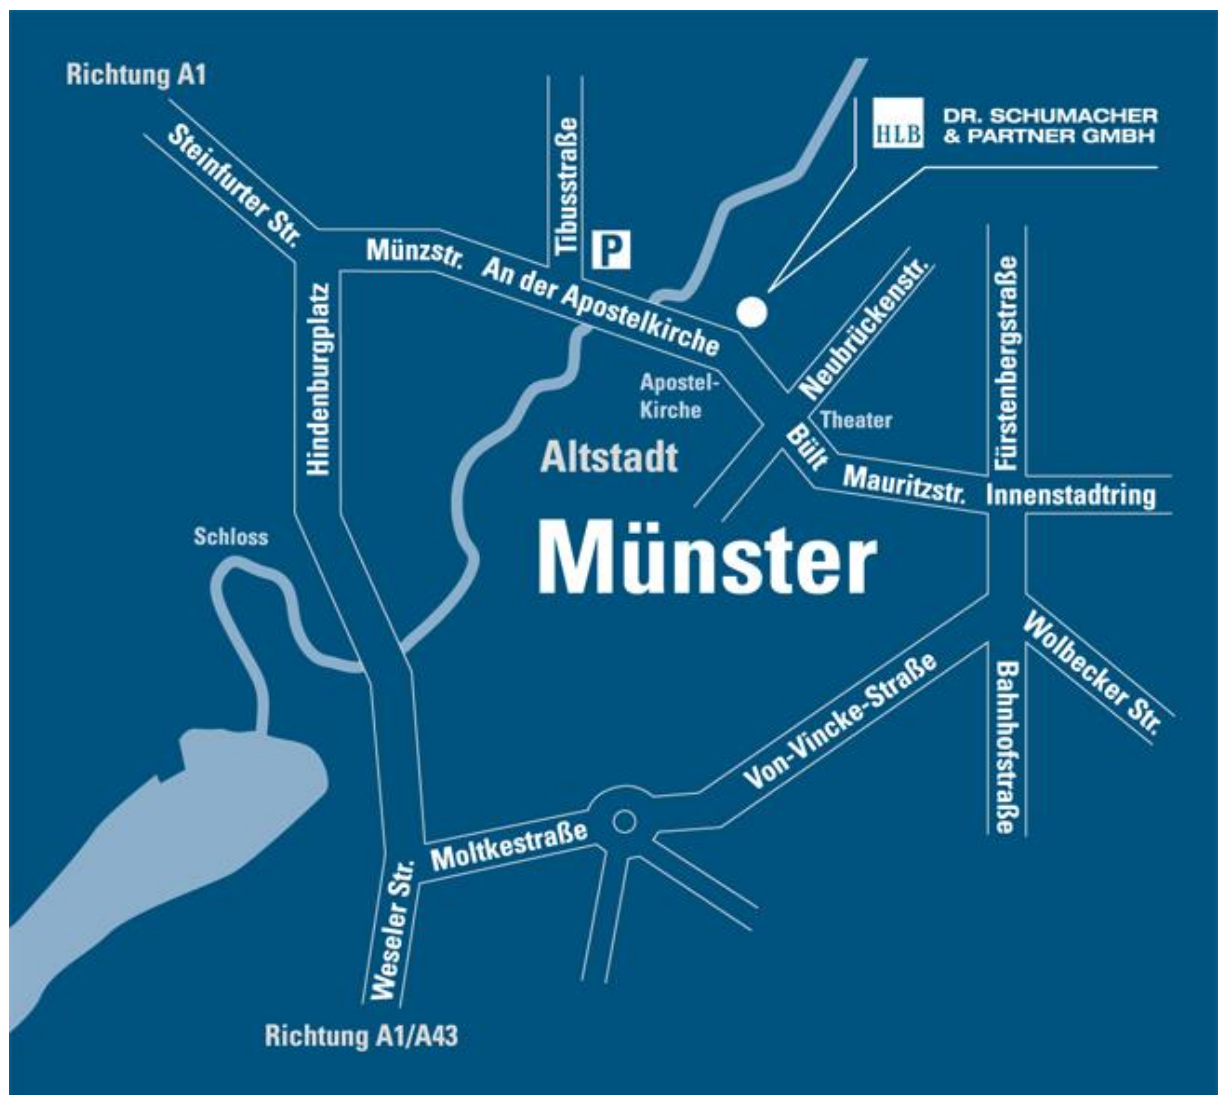 Richtung A1
Steinfurter Str.
Tibusstraße
HLB
DR. SCHUMACHER
& PARTNER GMBH
P
Münzstr.
An der Apostelkirche
Hindenburgplatz
Neubrückenstr.
Fürstenbergstraße
Apostel-
Kirche
Theater
Altstadt
Bült
Mauritzstr.
Innenstadtring
Schloss
Münster
Wolbecker Str.
Von-Vincke-Straße
Bahnhofstraße
Moltkestraße
Weseler Str.
Richtung A1/A43